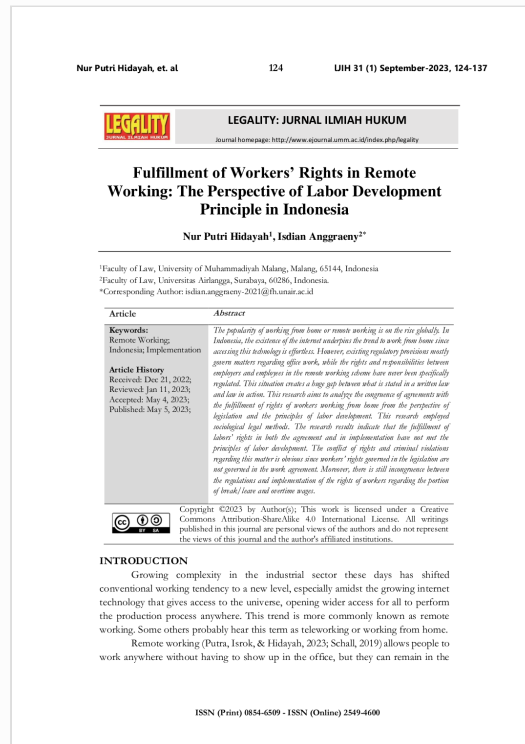 Nur Putri Hidayah, et. al 124 LJIH 31 (1) September-2023, 124-137
LEGALITY
JURNAL ILMIAH HUKUM
LEGALITY: JURNAL ILMIAH HUKUM
Journal homepage: http://www.ejournal.umm.ac.id/index.php/legality
Fulfillment of Workers’ Rights in Remote
Working: The Perspective of Labor Development
Principle in Indonesia
Nur Putri Hidayah¹, Isdian Anggraeny²*
¹Faculty of Law, University of Muhammadiyah Malang, Malang, 65144, Indonesia
²Faculty of Law, Universitas Airlangga, Surabaya, 60286, Indonesia.
*Corresponding Author: isdian.anggraeny-2021@fh.unair.ac.id
Article
Keywords:
Remote Working;
Indonesia; Implementation
Article History
Received: Dec 21, 2022;
Reviewed: Jan 11, 2023;
Accepted: May 4, 2023;
Published: May 5, 2023;
Abstract
The popularity of working from home or remote working is on the rise globally. In
Indonesia, the existence of the internet underpins the trend to work from home since
accessing this technology is effortless. However, existing regulatory provisions mostly
govern matters regarding office work, while the rights and responsibilities between
employers and employees in the remote working scheme have never been specifically
regulated. This situation creates a huge gap between what is stated in a written law
and law in action. This research aims to analyze the congruence of agreements with
the fulfillment of rights of workers working from home from the perspective of
legislation and the principles of labor development. This research employed
sociological legal methods. The research results indicate that the fulfillment of
labors’ rights in both the agreement and in implementation have not met the
principles of labor development. The conflict of rights and criminal violations
regarding this matter is obvious since workers’ rights governed in the legislation are
not governed in the work agreement. Moreover, there is still incongruence between
the regulations and implementation of the rights of workers regarding the portion
of break/leave and overtime wages.
CC BY SA
Copyright ©2023 by Author(s); This work is licensed under a Creative
Commons Attribution-ShareAlike 4.0 International License. All writings
published in this journal are personal views of the authors and do not represent
the views of this journal and the author's affiliated institutions.
INTRODUCTION
Growing complexity in the industrial sector these days has shifted
conventional working tendency to a new level, especially amidst the growing internet
technology that gives access to the universe, opening wider access for all to perform
the production process anywhere. This trend is more commonly known as remote
working. Some others probably hear this term as teleworking or working from home.
Remote working (Putra, Isrok, & Hidayah, 2023; Schall, 2019) allows people to
work anywhere without having to show up in the office, but they can remain in the
ISSN (Print) 0854-6509 - ISSN (Online) 2549-4600